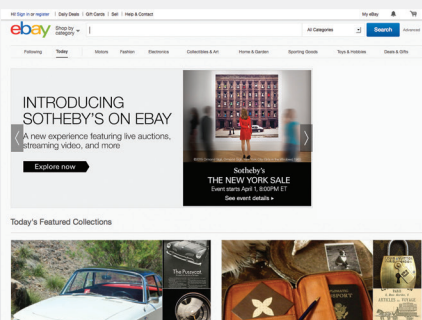 Hi! Sign in or register | Daily Deals | Gift Cards | Sell | Help & Contact
My eBay
ebay Shop by category
All Categories
Search
Advanced
Following Today Motors Fashion Electronics Collectibles & Art Home & Garden Sporting Goods Toys & Hobbies Deals & Gifts
INTRODUCING
SOTHEBY'S ON EBAY
A new experience featuring live auctions,
streaming video, and more
Explore now
Sotheby's
THE NEW YORK SALE
Event starts April 1, 8:00PM ET
See event details
Today's Featured Collections
The Pussycat
PASSPORT